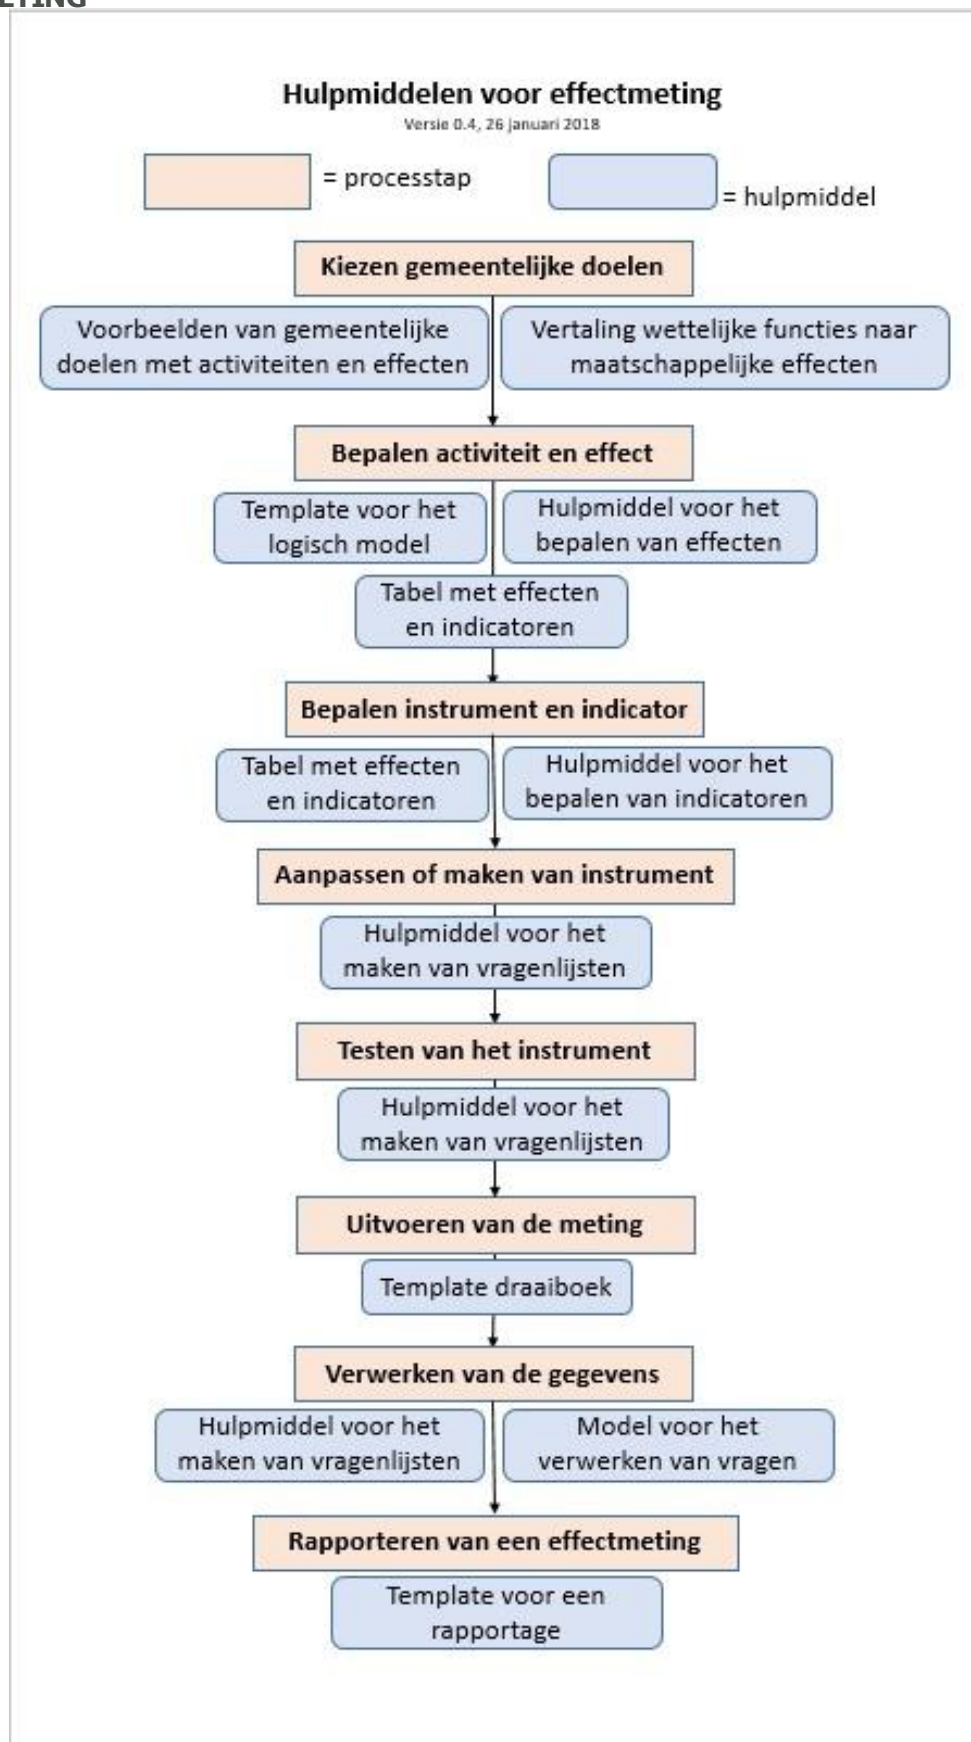 Hulpmiddelen voor effectmeting
Versie 0.4, 26 januari 2018
= processtap
= hulpmiddel
Kiezen gemeentelijke doelen
Voorbeelden van gemeentelijke
doelen met activiteiten en effecten
Vertaling wettelijke functies naar
maatschappelijke effecten
Bepalen activiteit en effect
Template voor het
logisch model
Hulpmiddel voor het
bepalen van effecten
Tabel met effecten
en indicatoren
Bepalen instrument en indicator
Tabel met effecten
en indicatoren
Hulpmiddel voor het
bepalen van indicatoren
Aanpassen of maken van instrument
Hulpmiddel voor het
maken van vragenlijsten
Testen van het instrument
Hulpmiddel voor het
maken van vragenlijsten
Uitvoeren van de meting
Template draaiboek
Verwerken van de gegevens
Hulpmiddel voor het
maken van vragenlijsten
Model voor het
verwerken van vragen
Rapporteren van een effectmeting
Template voor een
rapportage